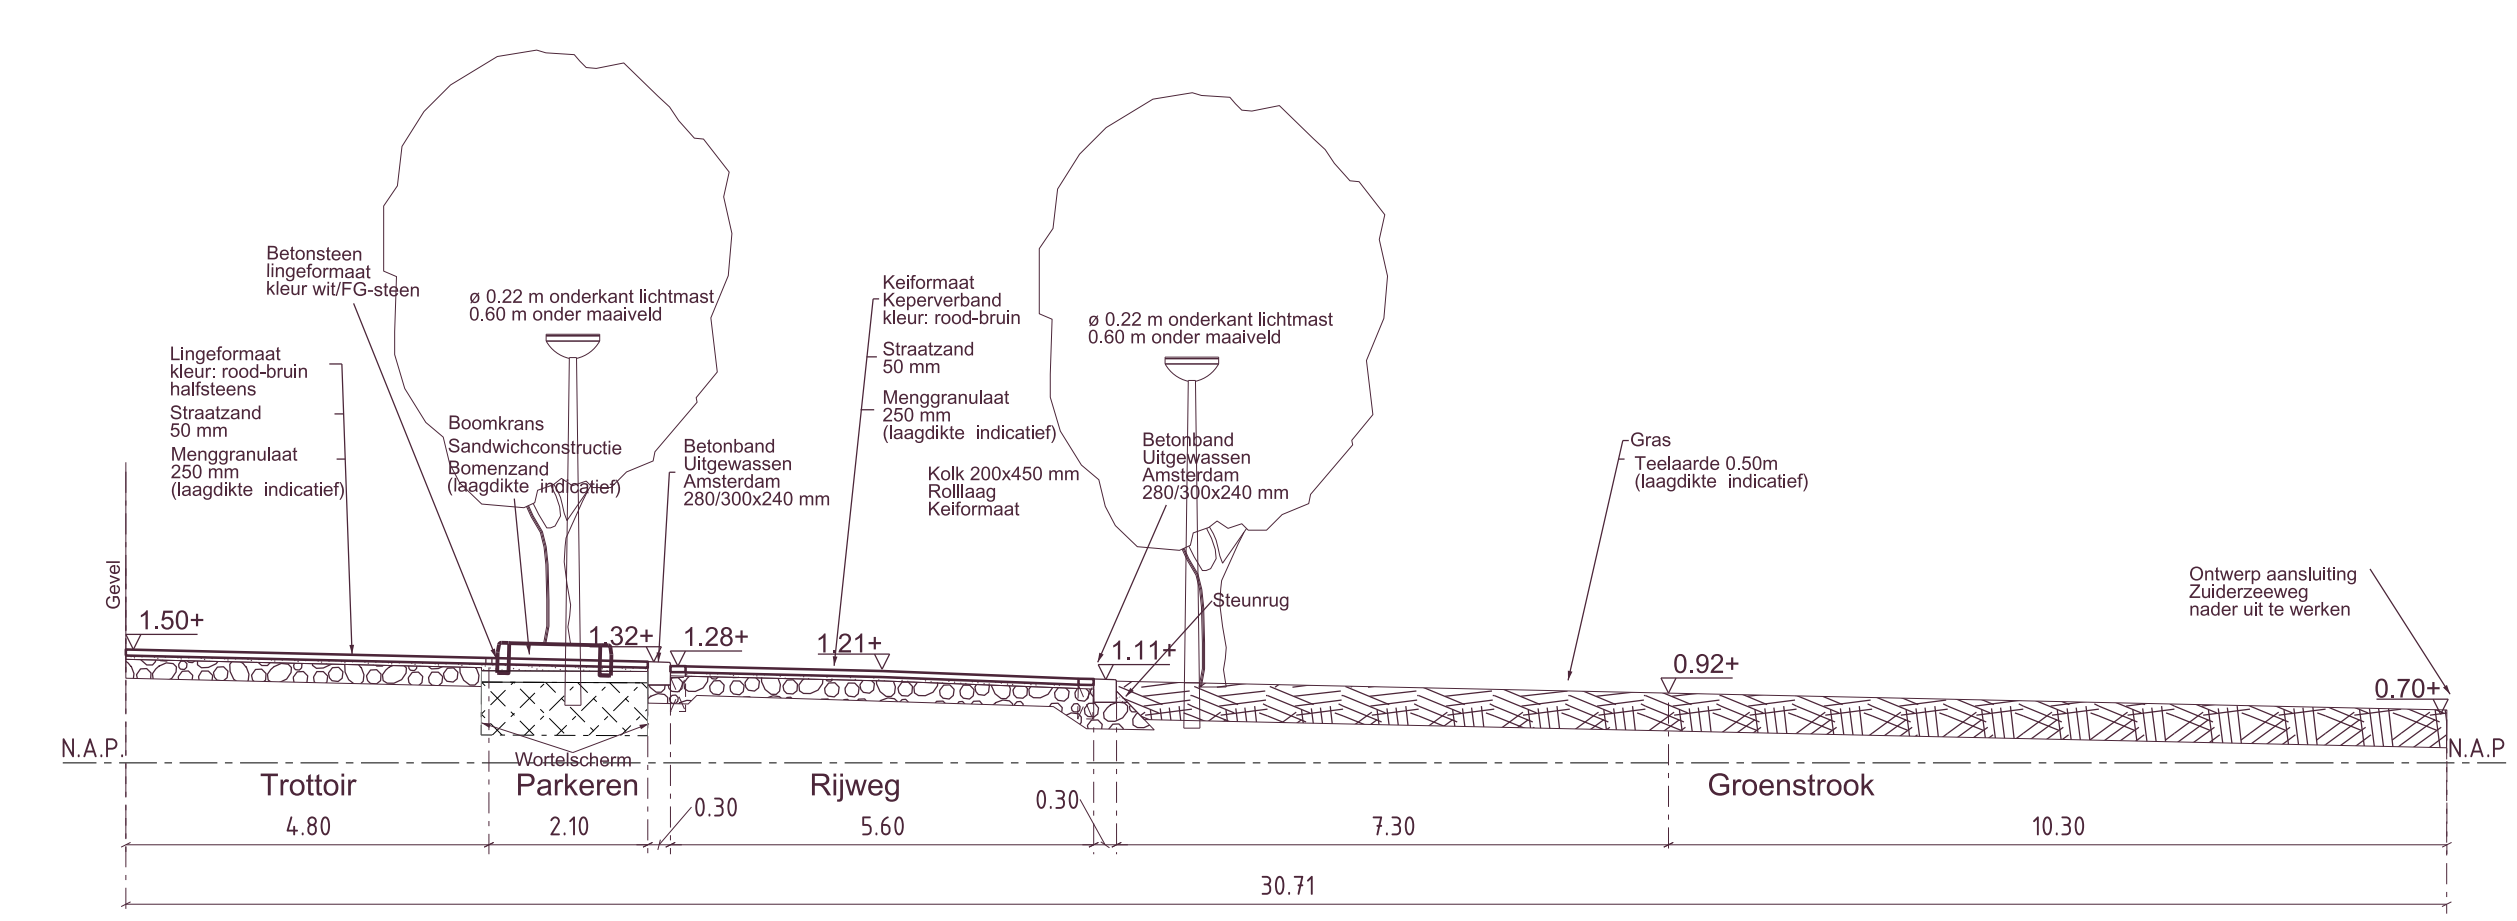 Betonsteen
lingeformaat
kleur wit/FG-steen
ø 0.22 m onderkant lichtmast
0.60 m onder maaiveld
Keiformaat
Keperverband
kleur: rood-bruin
Straatzand
50 mm
Menggranulaat
250 mm
(laagdikte indicatief)
ø 0.22 m onderkant lichtmast
0.60 m onder maaiveld
Lingeformaat
kleur: rood-bruin
halfsteens
Straatzand
50 mm
Menggranulaat
250 mm
(laagdikte indicatief)
Boomkrans
Sandwichconstructie
Bomenzand
(laagdikte indicatief)
Betonband
Uitgewassen
Amsterdam
280/300x240 mm
Kolk 200x450 mm
Rolllaag
Keiformaat
Betonband
Uitgewassen
Amsterdam
280/300x240 mm
Gras
Teelaarde 0.50m
(laagdikte indicatief)
Ontwerp aansluiting
Zuiderzeeweg
nader uit te werken
Steunrug
Gevel
1.50+
1.32+
1.28+
1.21+
1.11+
0.92+
0.70+
N.A.P.
Wortelscherm
N.A.P
Trottoir
Parkeren
Rijweg
Groenstrook
4.80
2.10
0.30
5.60
0.30
7.30
10.30
30.71